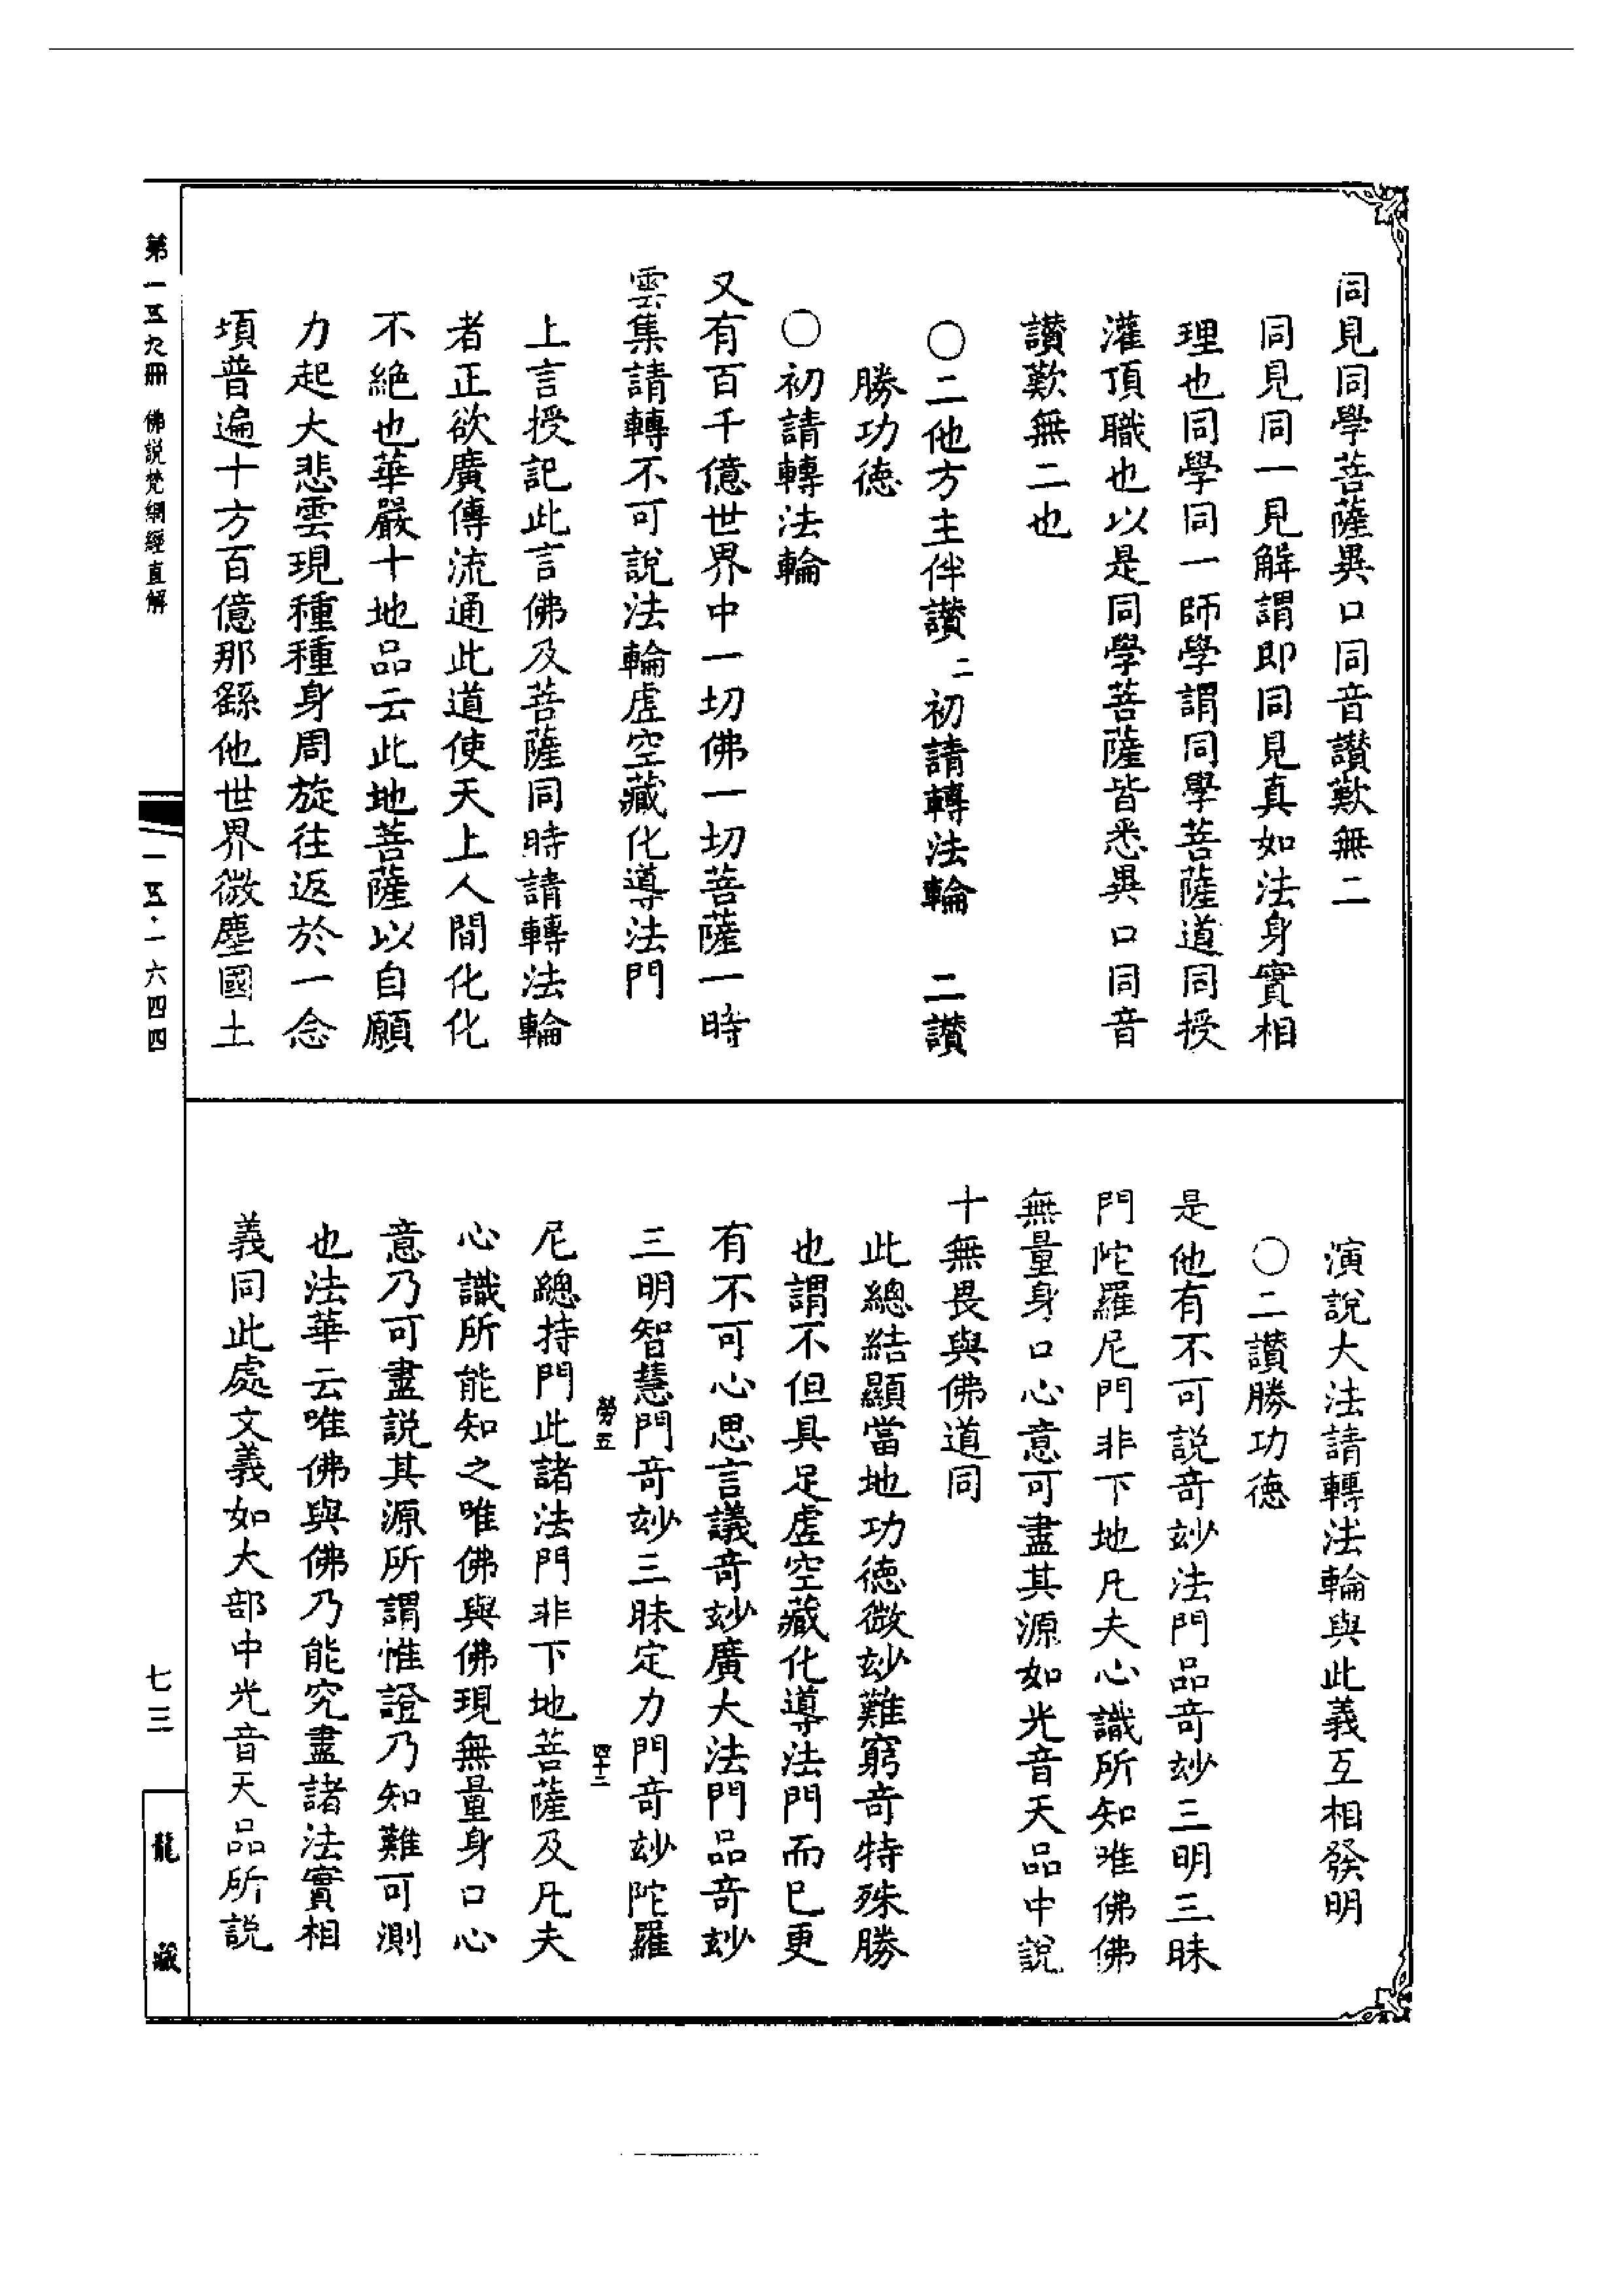 同見同學菩薩異口同音讃歎無二
同見同一見解謂即同見真如法身實相
理也同學同一師學謂同學菩薩道同授
灌頂職也以是同學菩薩皆悉異口同音
讃歎無二也
○二他方主伴讃二初請轉法輪 二讃
勝功徳
○初請轉法輪
又有百千億世界中一切佛一切菩薩一時
雲集請轉不可說法輪虛空藏化導法門
上言授記此言佛及菩薩同時請轉法輪
者正欲廣傳流通此道使天上人間化化
不絶也華嚴十地品云此地菩薩以自願
力起大悲雲現種種身周旋往返於一念
頃普遍十方百億那繇他世界微塵國土
演說大法請轉法輪與此義互相發明
○二讃勝功徳
是他有不可説竒妙法門品竒妙三明三昧
門陀羅尼門非下地凡夫心識所知唯佛佛
無量身口心意可盡其源如光音天品中説
十無畏與佛道同
此總結顯當地功徳微妙難窮竒特殊勝
也謂不但具足虛空藏化導法門而已更
有不可心思言議竒妙廣大法門品竒妙
三明智慧門竒妙三昧定力門竒妙陀羅
勞五 四十二
尼總持門此諸法門非下地菩薩及凡夫
心識所能知之唯佛與佛現無量身口心
意乃可盡説其源所謂惟證乃知難可測
也法華云唯佛與佛乃能究盡諸法實相
義同此處文義如大部中光音天品所説
第一五九冊 佛説梵網經直解
一五·一六四四
七三
龍藏